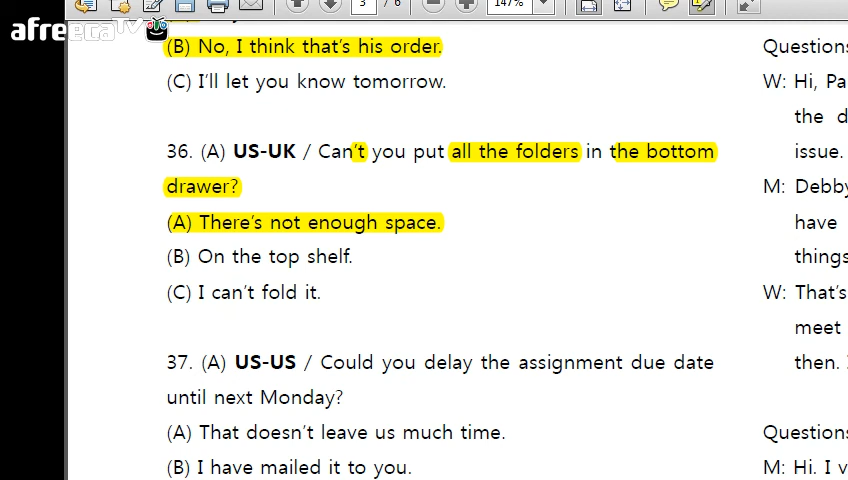 afreecaTV
3 / 6
147%
(B) No, I think that's his order.
(C) I'll let you know tomorrow.
36. (A) US-UK / Can't you put all the folders in the bottom
drawer?
(A) There's not enough space.
(B) On the top shelf.
(C) I can't fold it.
37. (A) US-US / Could you delay the assignment due date
until next Monday?
(A) That doesn't leave us much time.
(B) I have mailed it to you.
Questions
W: Hi, Pa
the d
issue.
M: Debby
have
things
W: That's
meet
then.
Questions
M: Hi. I v